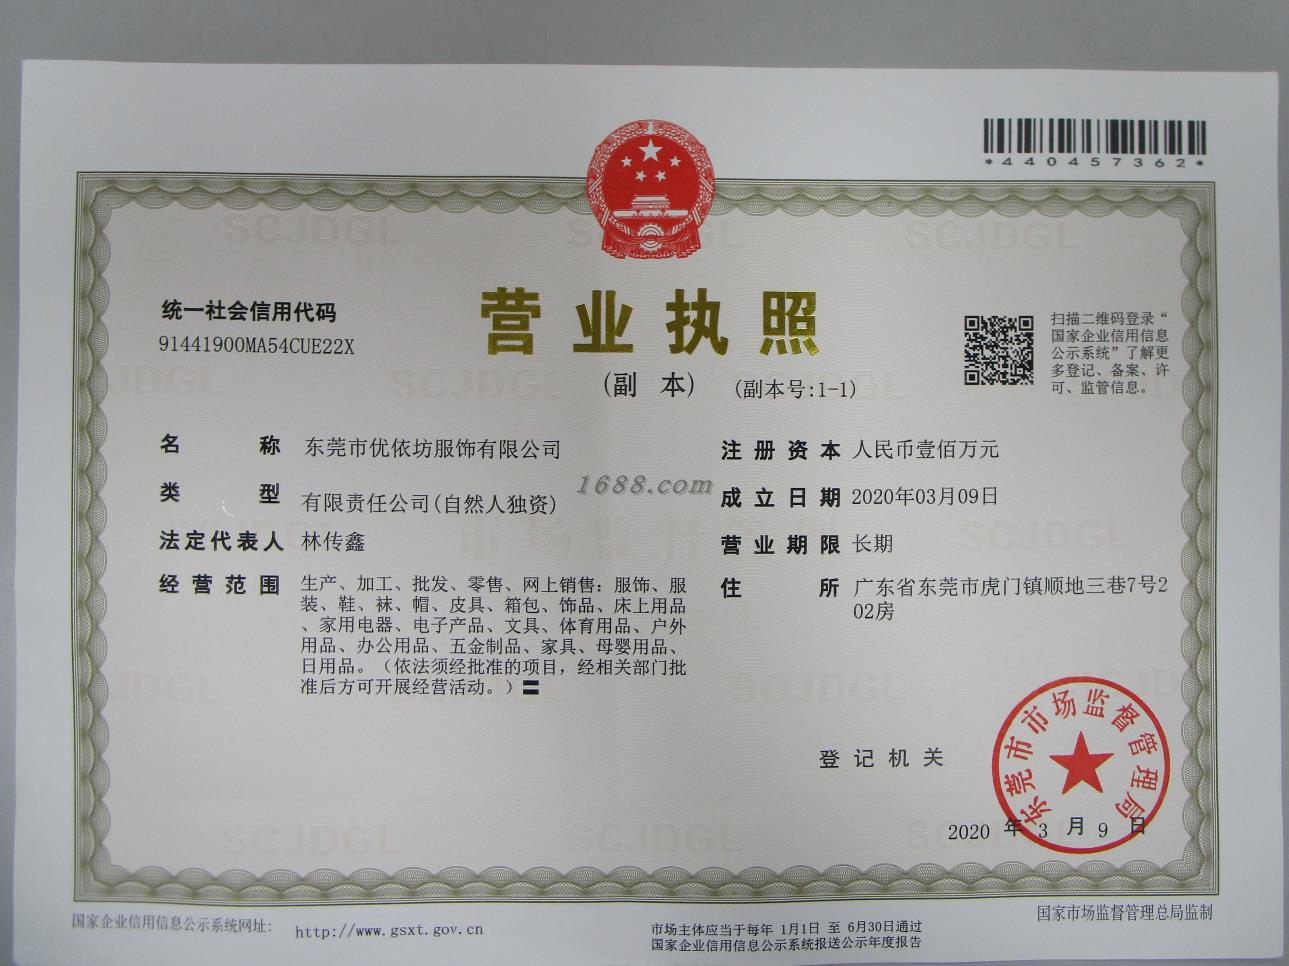 *440457362*
统一社会信用代码
91441900MA54CUE22X
营业执照
(副 本) (副本号:1-1)
扫描二维码登录“
国家企业信用信息
公示系统”了解更
多登记、备案、许
可、监管信息。
名 称 东莞市优依坊服饰有限公司
类 型 有限责任公司(自然人独资)
法定代表人 林传鑫
经营范围 生产、加工、批发、零售、网上销售：服饰、服
装、鞋、袜、帽、皮具、箱包、饰品、床上用品
、家用电器、电子产品、文具、体育用品、户外
用品、办公用品、五金制品、家具、母婴用品、
日用品。（依法须经批准的项目，经相关部门批
准后方可开展经营活动。）〓
注册资本 人民币壹佰万元
成立日期 2020年03月09日
营业期限 长期
住 所 广东省东莞市虎门镇顺地三巷7号2
02房
1688.com
登记机关
东莞市市场监督管理局
2020 年 3 月 9 日
国家企业信用信息公示系统网址： http://www.gsxt.gov.cn
市场主体应当于每年 1月1日 至 6月30日通过
国家企业信用信息公示系统报送公示年度报告
国家市场监督管理总局监制
SCJDGL
市场监督管理